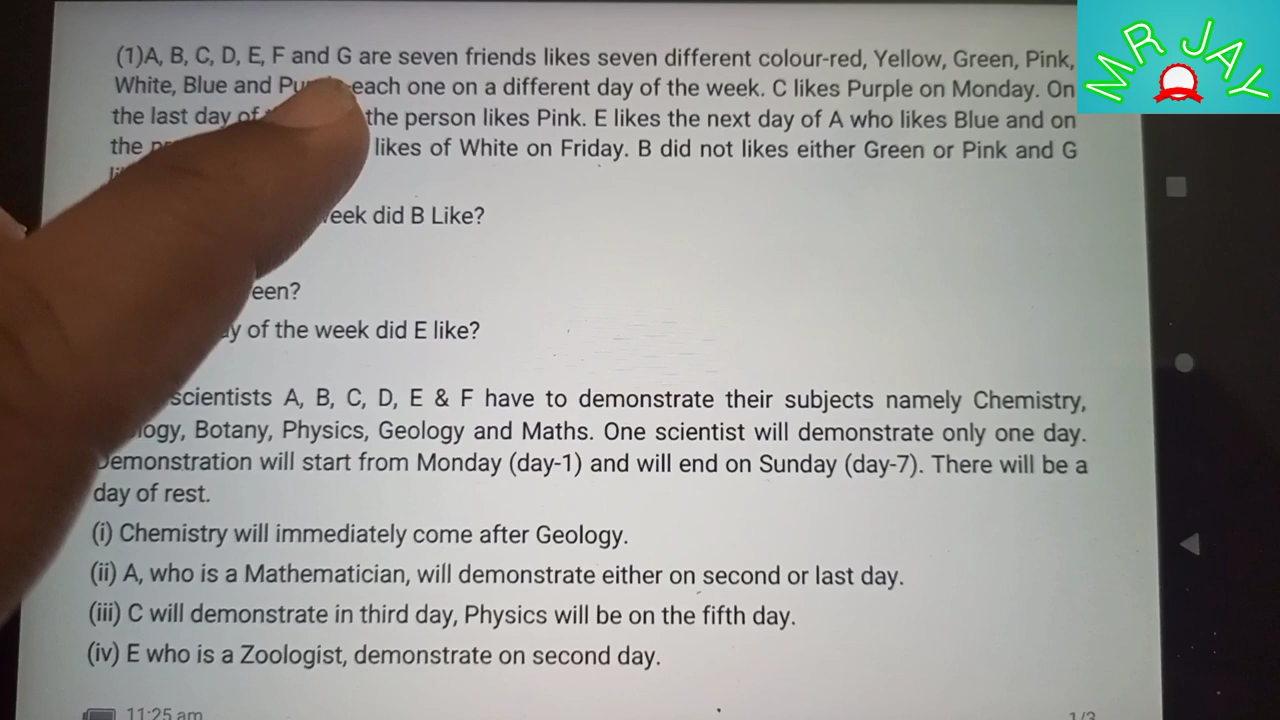 (1)A, B, C, D, E, F and G are seven friends likes seven different colour-red, Yellow, Green, Pink,
White, Blue and each one on a different day of the week. C likes Purple on Monday. On
the last day of the person likes Pink. E likes the next day of A who likes Blue and on
the likes of White on Friday. B did not likes either Green or Pink and G
did B Like?
of the week did E like?
scientists A, B, C, D, E & F have to demonstrate their subjects namely Chemistry,
Botany, Physics, Geology and Maths. One scientist will demonstrate only one day.
Demonstration will start from Monday (day-1) and will end on Sunday (day-7). There will be a
day of rest.
(i) Chemistry will immediately come after Geology.
(ii) A, who is a Mathematician, will demonstrate either on second or last day.
(iii) C will demonstrate in third day, Physics will be on the fifth day.
(iv) E who is a Zoologist, demonstrate on second day.
11:25 am
MR JAY